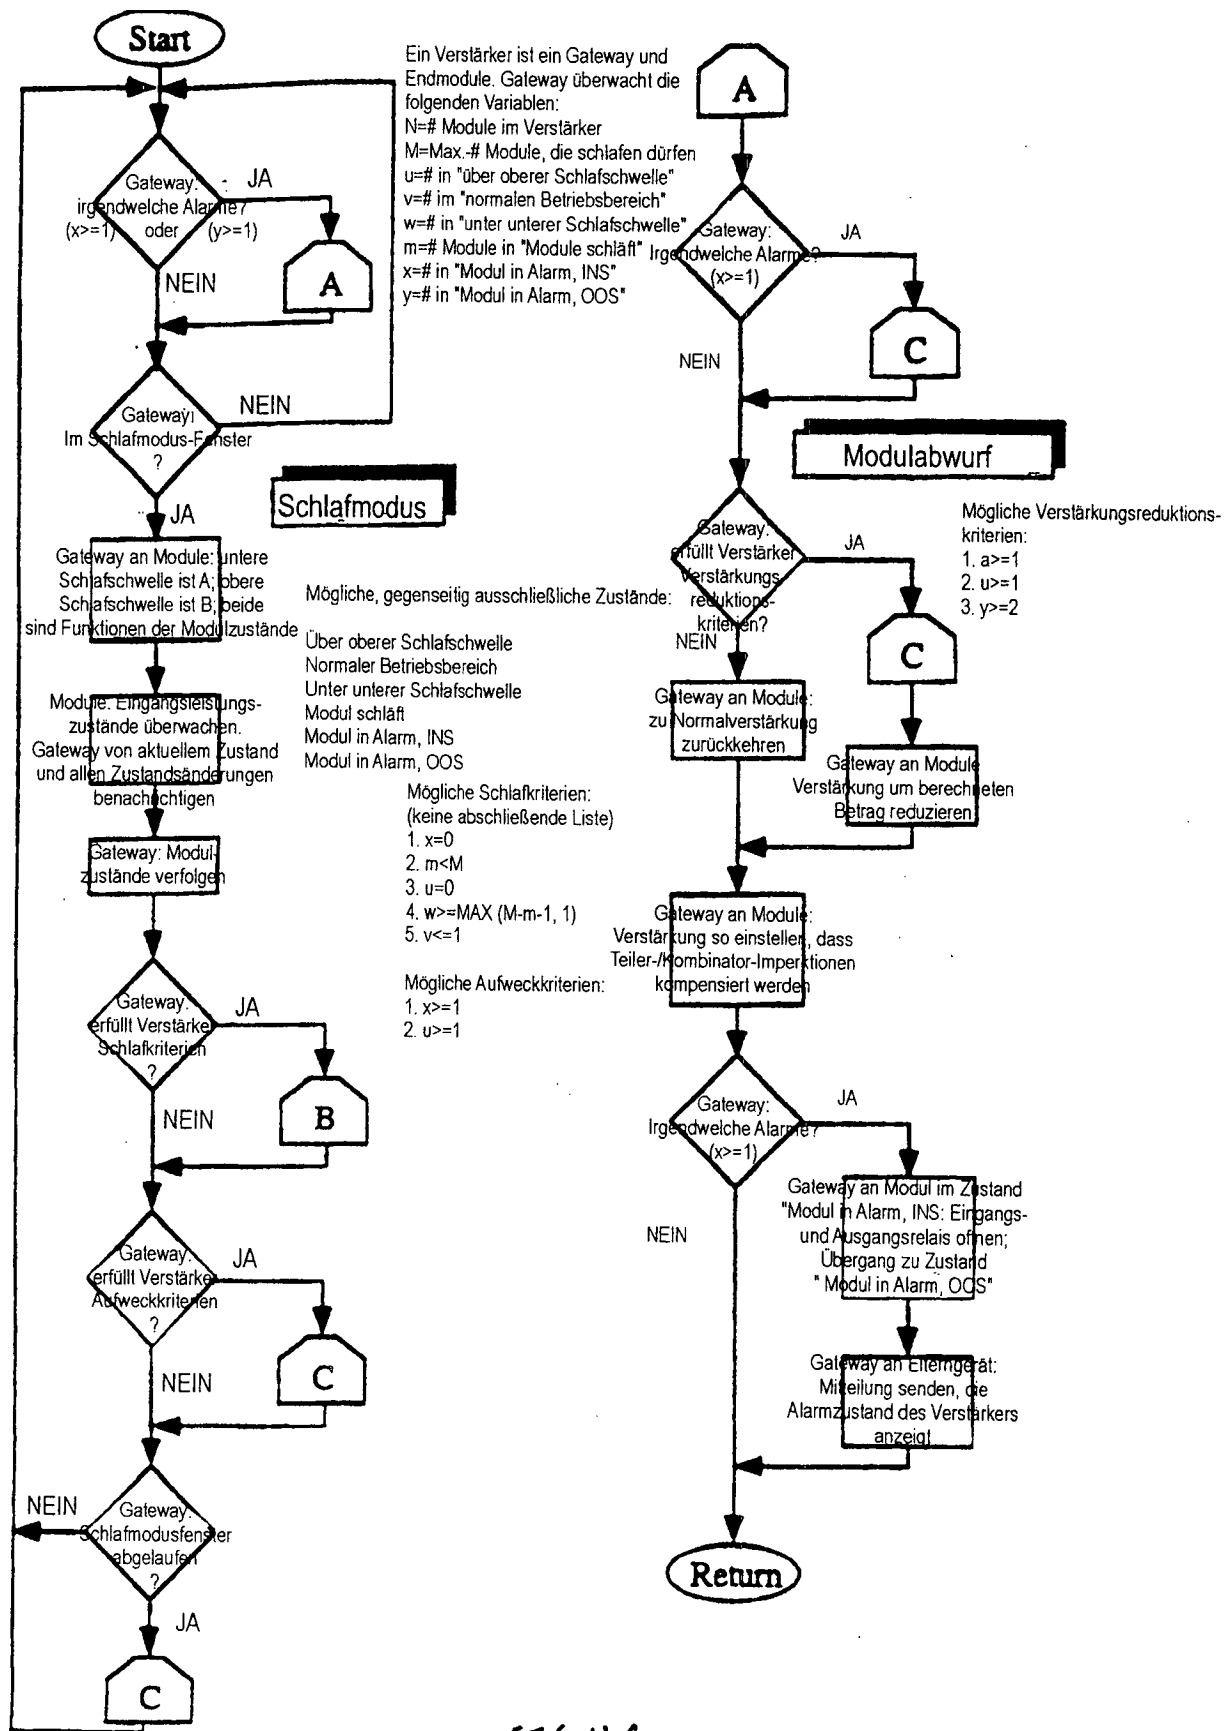 Start
Gateway:
irgendwelche Alarme?
(x>=1) oder (y>=1)
JA
A
NEIN
Gateway:
Im Schlafmodus-Fenster
?
NEIN
JA
Schlafmodus
Gateway an Module: untere
Schlafschwelle ist A; obere
Schlafschwelle ist B; beide
sind Funktionen der Modulzustände
Module: Eingangsleistungs-
zustände überwachen.
Gateway von aktuellem Zustand
und allen Zustandsänderungen
benachrichtigen
Gateway: Modul-
zustände verfolgen
Gateway:
erfüllt Verstärker
Schlafkriterien
?
JA
B
NEIN
Gateway:
erfüllt Verstärker
Aufweckkriterien
?
JA
C
NEIN
Gateway:
Schlafmodusfenster
abgelaufen
?
NEIN
JA
C
Ein Verstärker ist ein Gateway und
Endmodule. Gateway überwacht die
folgenden Variablen:
N=# Module im Verstärker
M=Max.-# Module, die schlafen dürfen
u=# in "über oberer Schlafschwelle"
v=# im "normalen Betriebsbereich"
w=# in "unter unterer Schlafschwelle"
m=# Module in "Module schläft"
x=# in "Modul in Alarm, INS"
y=# in "Modul in Alarm, OOS"
Mögliche, gegenseitig ausschließliche Zustände:
Über oberer Schlafschwelle
Normaler Betriebsbereich
Unter unterer Schlafschwelle
Modul schläft
Modul in Alarm, INS
Modul in Alarm, OOS
Mögliche Schlafkriterien:
(keine abschließende Liste)
1. x=0
2. m<M
3. u=0
4. w>=MAX (M-m-1, 1)
5. v<=1
Mögliche Aufweckkriterien:
1. x>=1
2. u>=1
A
Gateway:
Irgendwelche Alarme?
(x>=1)
JA
C
NEIN
Modulabwurf
Gateway:
erfüllt Verstärker
Verstärkungs-
reduktions-
kriterien?
JA
C
NEIN
Mögliche Verstärkungsreduktions-
kriterien:
1. a>=1
2. u>=1
3. y>=2
Gateway an Module:
zu Normalverstärkung
zurückkehren
Gateway an Module
Verstärkung um berechneten
Betrag reduzieren
Gateway an Module:
Verstärkung so einstellen, dass
Teiler-/Kombinator-Imperktionen
kompensiert werden
Gateway:
Irgendwelche Alarme?
(x>=1)
JA
NEIN
Gateway an Modul im Zustand
"Modul in Alarm, INS: Eingangs-
und Ausgangsrelais öffnen;
Übergang zu Zustand
" Modul in Alarm, OOS"
Gateway an Elterngerät:
Mitteilung senden, die
Alarmzustand des Verstärkers
anzeigt
Return